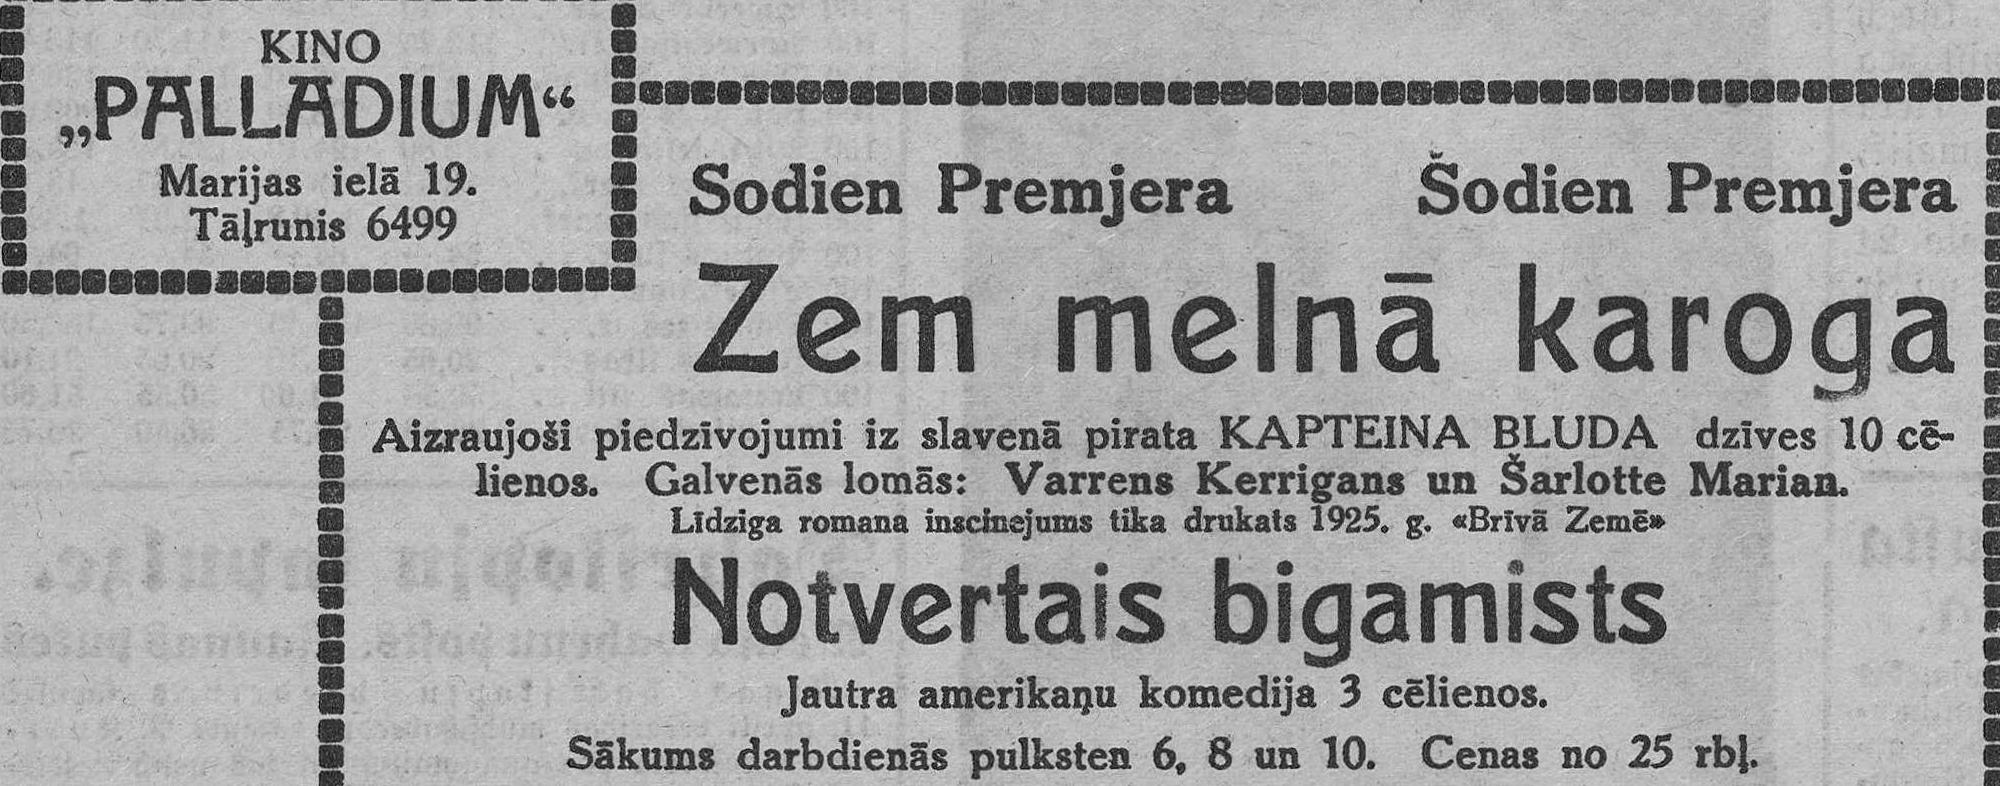 KINO
„PALLADIUM“
Marijas ielā 19.
Tāļrunis 6499
Sodien Premjera Šodien Premjera
Zem melnā karoga
Aizraujoši piedzīvojumi iz slavenā pirata KAPTEINA BLUDA dzīves 10 cē-
lienos. Galvenās lomās: Varrens Kerrigans un Šarlotte Marian.
Līdziga romana inscinejums tika drukats 1925. g. «Brīvā Zemē»
Notvertais bigamists
Jautra amerikaņu komedija 3 cēlienos.
Sākums darbdienās pulksten 6, 8 un 10. Cenas no 25 rbļ.